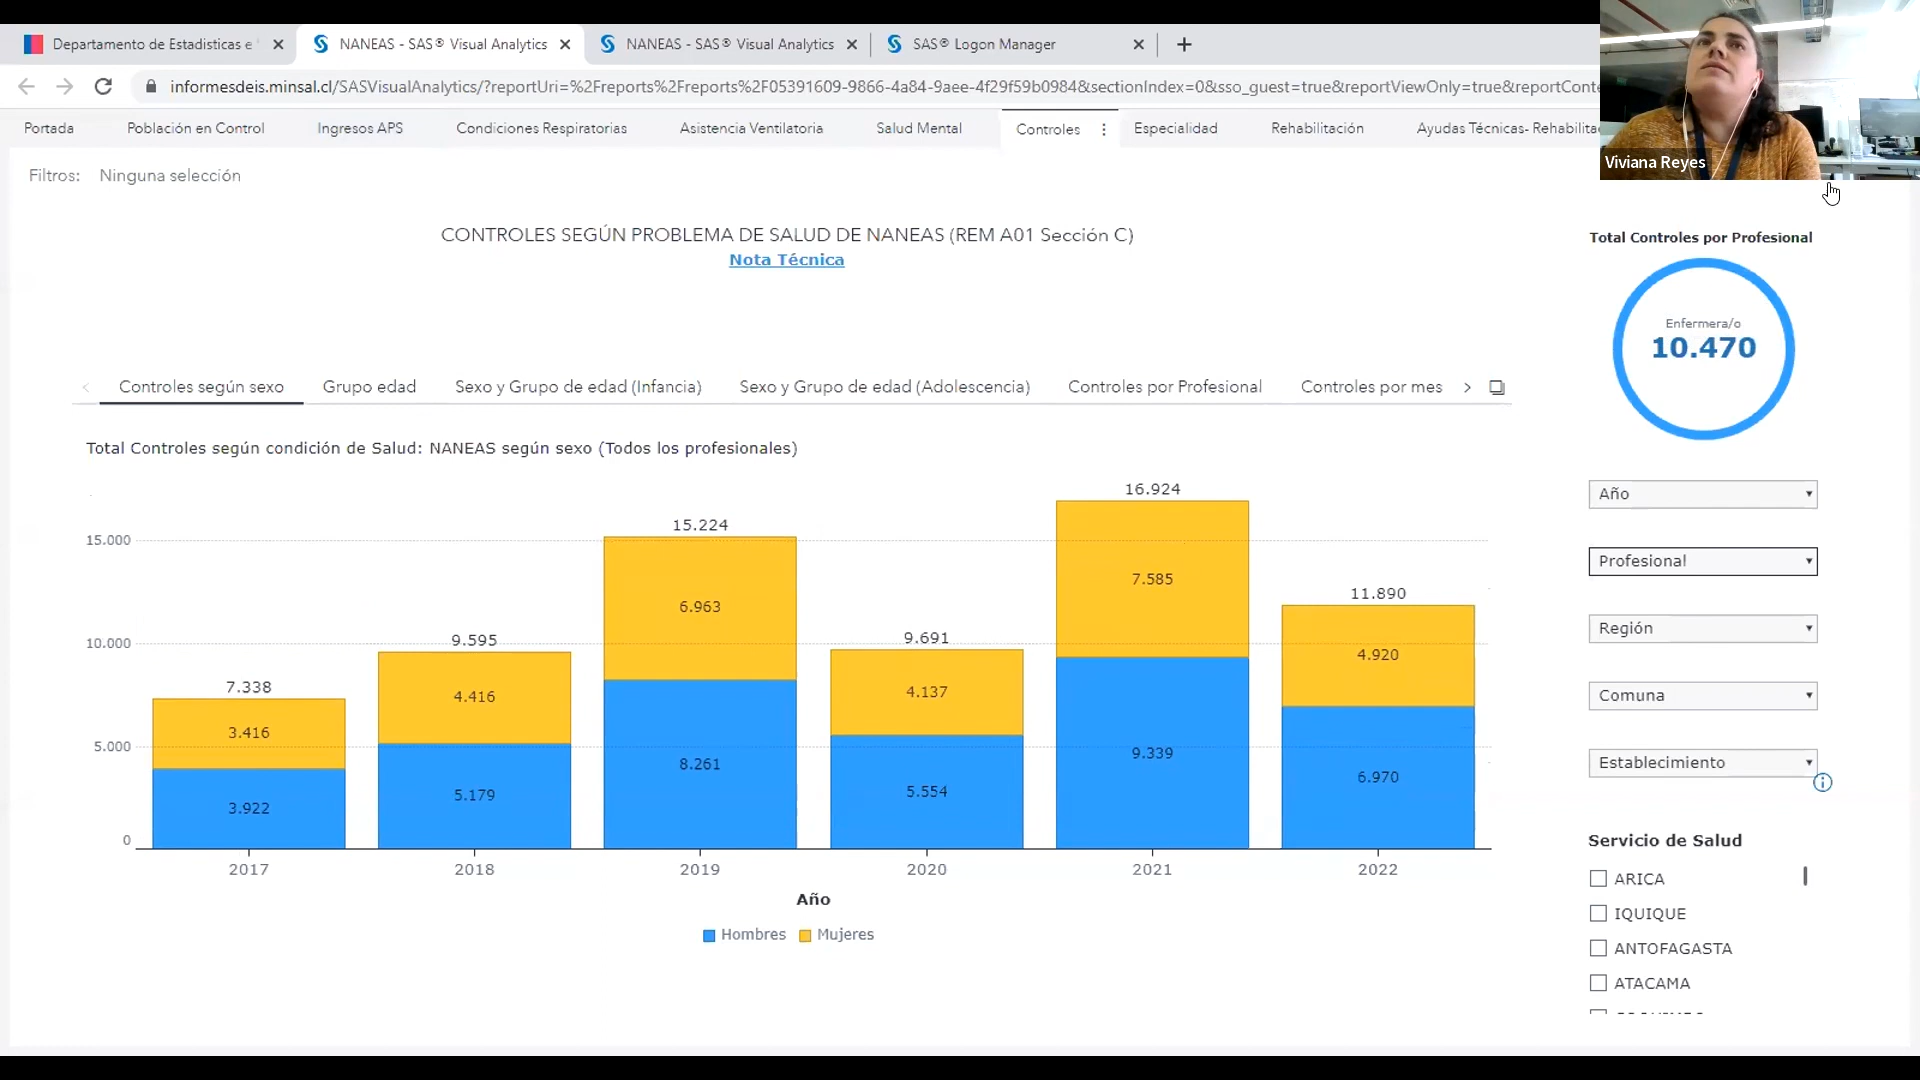 Departamento de Estadisticas e
NANEAS - SAS® Visual Analytics
NANEAS - SAS® Visual Analytics
SAS® Logon Manager
informesdeis.minsal.cl/SASVisualAnalytics/?reportUri=%2Freports%2Freports%2F05391609-9866-4a84-9aee-4f29f59b0984&sectionIndex=0&sso_guest=true&reportViewOnly=true&reportConte
Viviana Reyes
Portada
Población en Control
Ingresos APS
Condiciones Respiratorias
Asistencia Ventilatoria
Salud Mental
Controles
Especialidad
Rehabilitación
Ayudas Técnicas- Rehabilita
Filtros: Ninguna selección
CONTROLES SEGÚN PROBLEMA DE SALUD DE NANEAS (REM A01 Sección C)
Nota Técnica
Controles según sexo
Grupo edad
Sexo y Grupo de edad (Infancia)
Sexo y Grupo de edad (Adolescencia)
Controles por Profesional
Controles por mes
Total Controles según condición de Salud: NANEAS según sexo (Todos los profesionales)
15.000
10.000
5.000
0
7.338
3.416
3.922
9.595
4.416
5.179
15.224
6.963
8.261
9.691
4.137
5.554
16.924
7.585
9.339
11.890
4.920
6.970
2017
2018
2019
2020
2021
2022
Año
Hombres
Mujeres
Total Controles por Profesional
Enfermera/o
10.470
Año
Profesional
Región
Comuna
Establecimiento
Servicio de Salud
ARICA
IQUIQUE
ANTOFAGASTA
ATACAMA